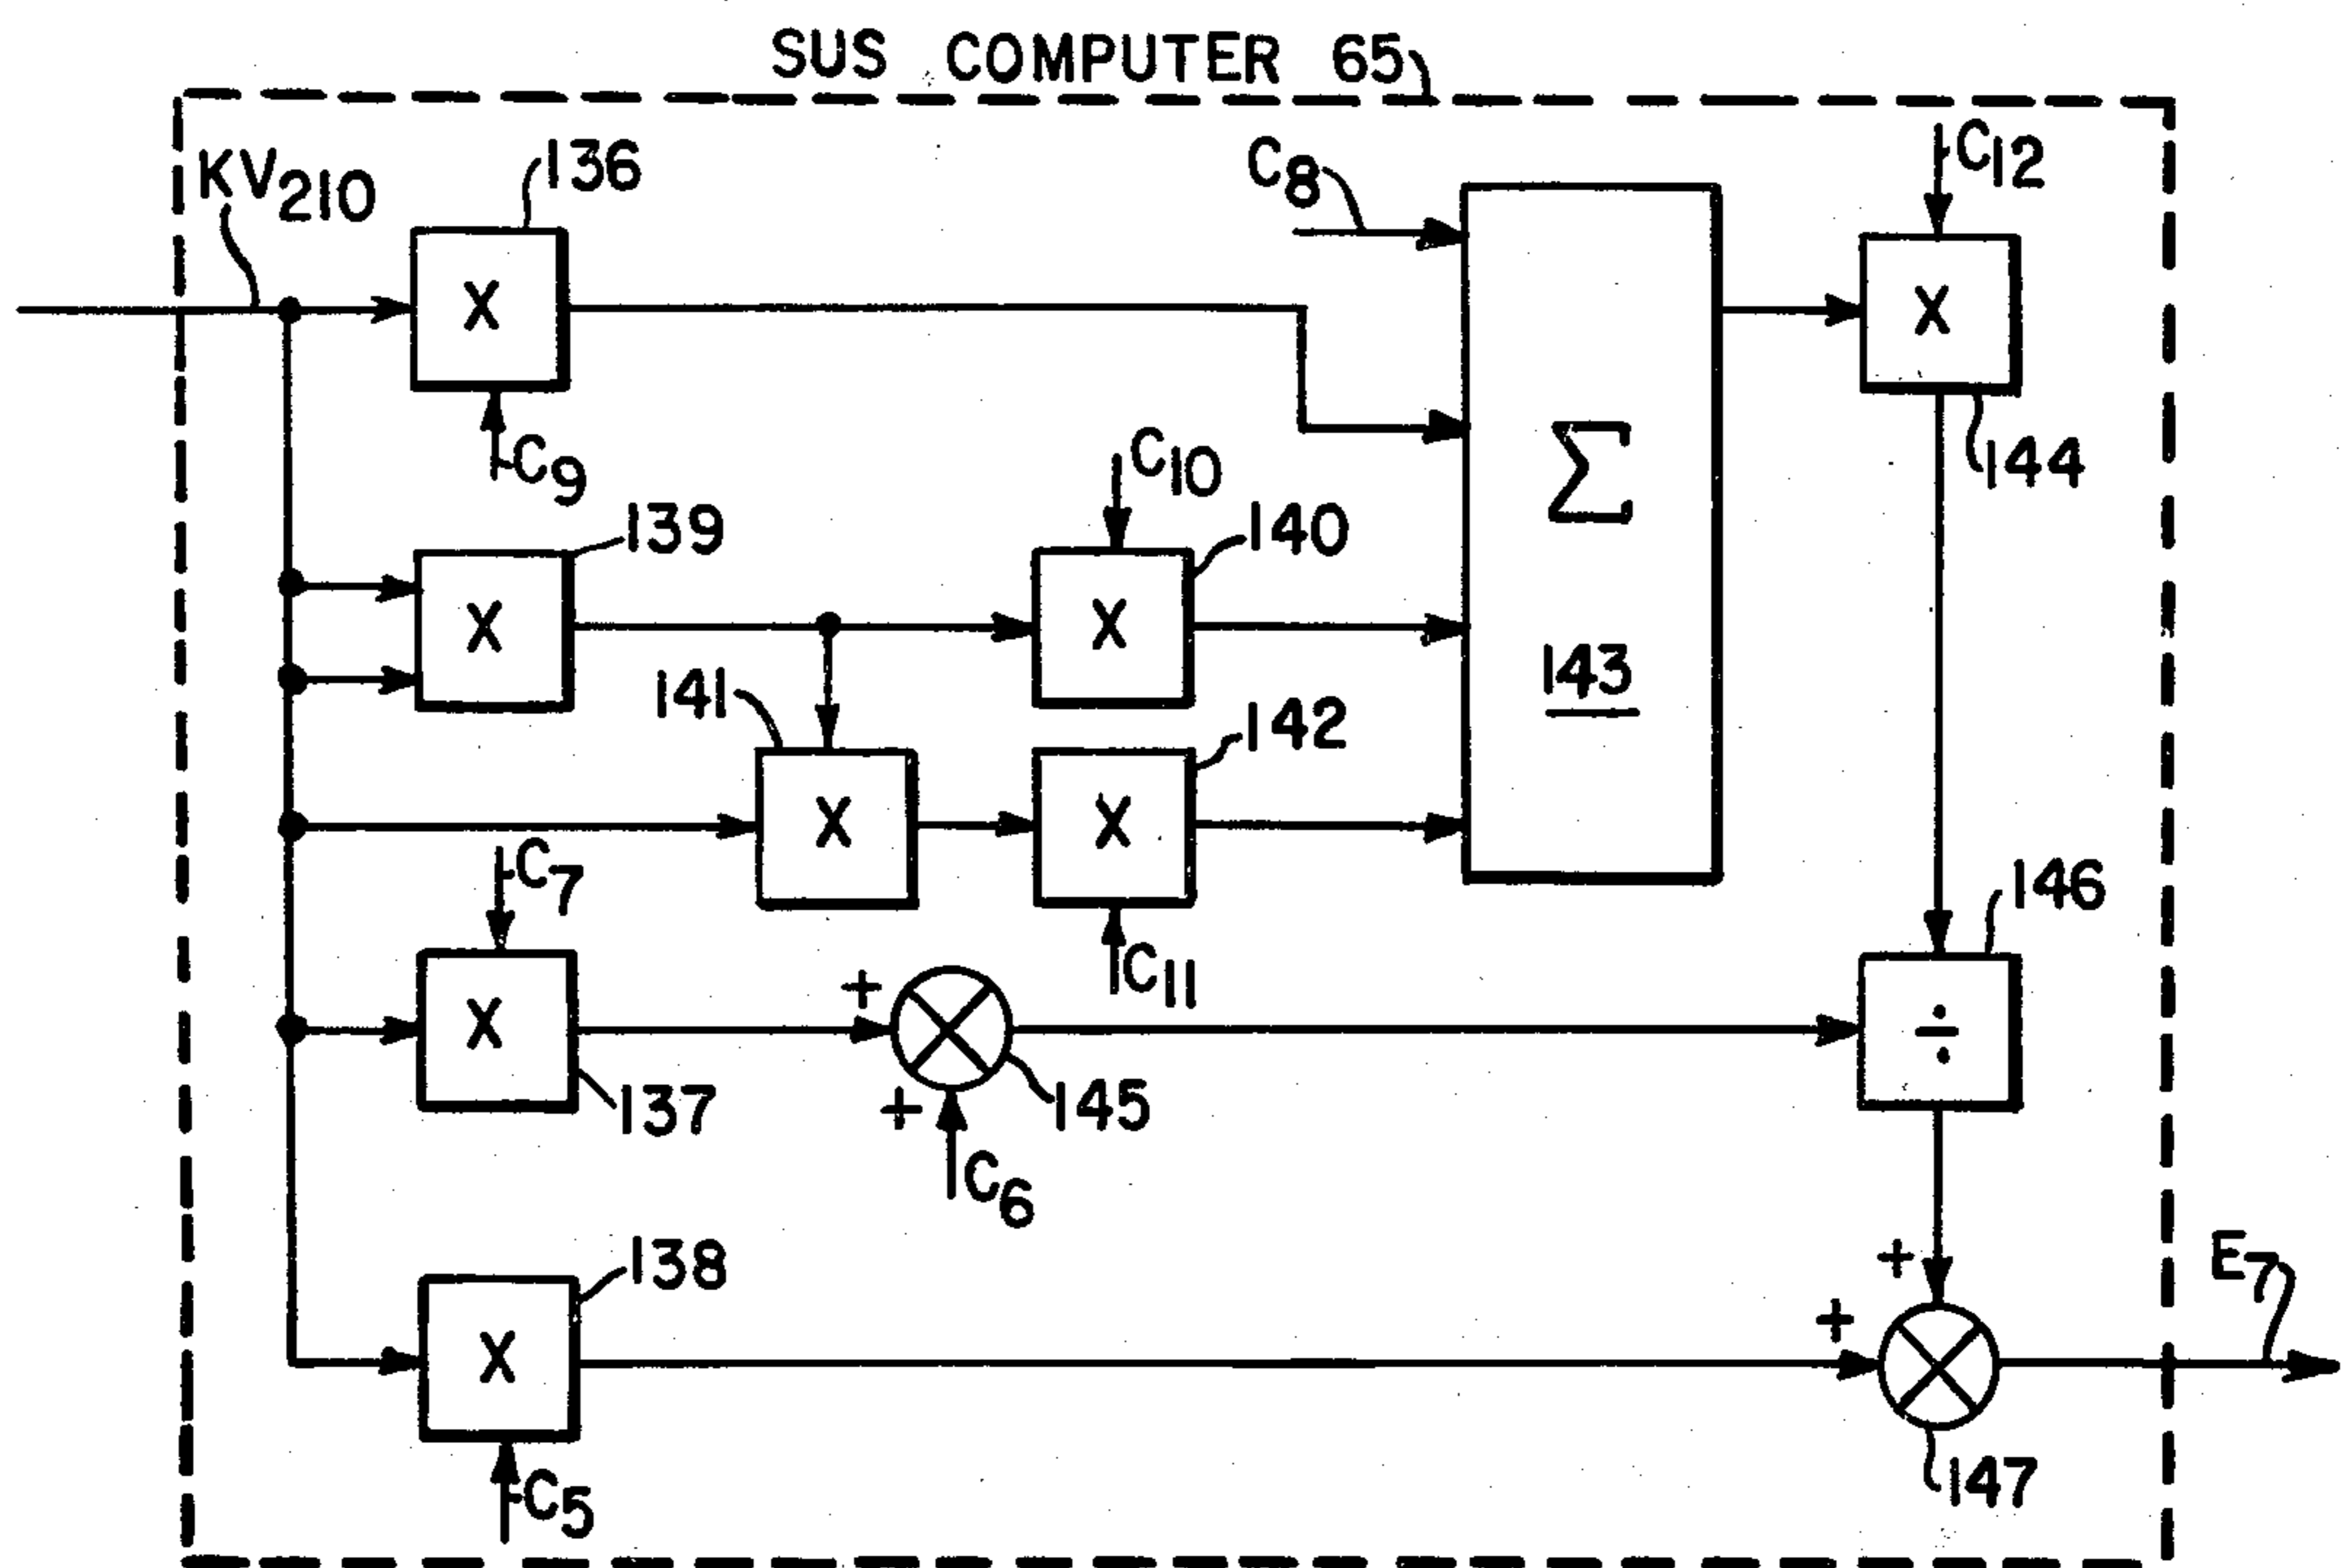 SUS COMPUTER 65
KV210
136
C8
C12
X
X
C9
144
139
C10
140
X
X
Σ
143
141
142
X
X
C7
146
C11
X
÷
+
+
145
137
C6
138
+
+
E7
X
147
C5